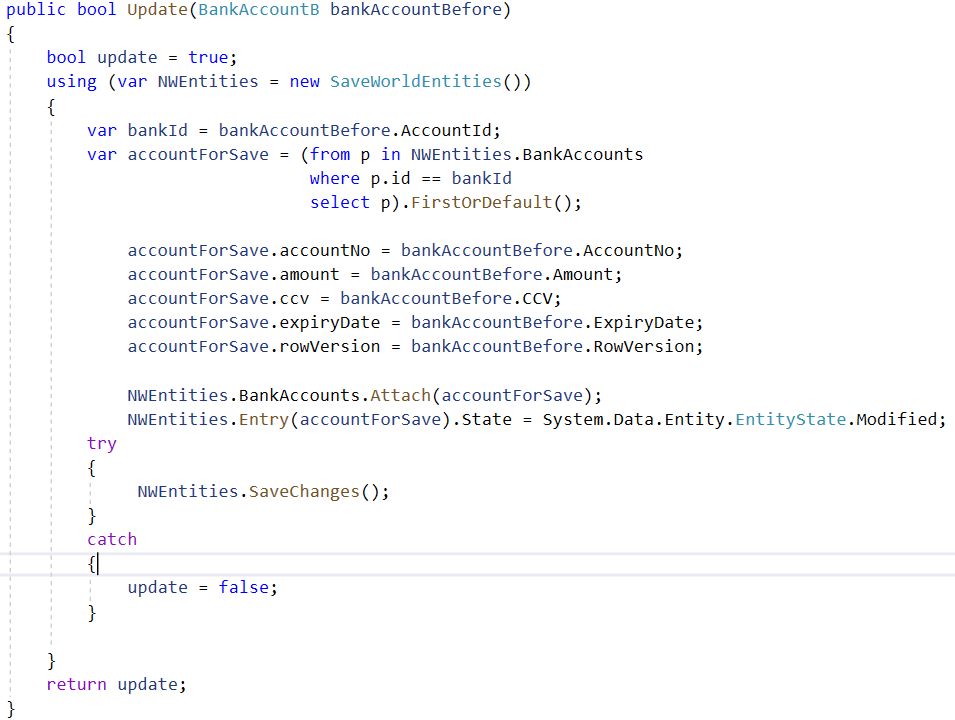 public bool Update(BankAccountB bankAccountBefore)
{
bool update = true;
using (var NWEntities = new SaveWorldEntities())
{
var bankId = bankAccountBefore.AccountId;
var accountForSave = (from p in NWEntities.BankAccounts
where p.id == bankId
select p).FirstOrDefault();
accountForSave.accountNo = bankAccountBefore.AccountNo;
accountForSave.amount = bankAccountBefore.Amount;
accountForSave.ccv = bankAccountBefore.CCV;
accountForSave.expiryDate = bankAccountBefore.ExpiryDate;
accountForSave.rowVersion = bankAccountBefore.RowVersion;
NWEntities.BankAccounts.Attach(accountForSave);
NWEntities.Entry(accountForSave).State = System.Data.Entity.EntityState.Modified;
try
{
NWEntities.SaveChanges();
}
catch
{
update = false;
}
}
return update;
}